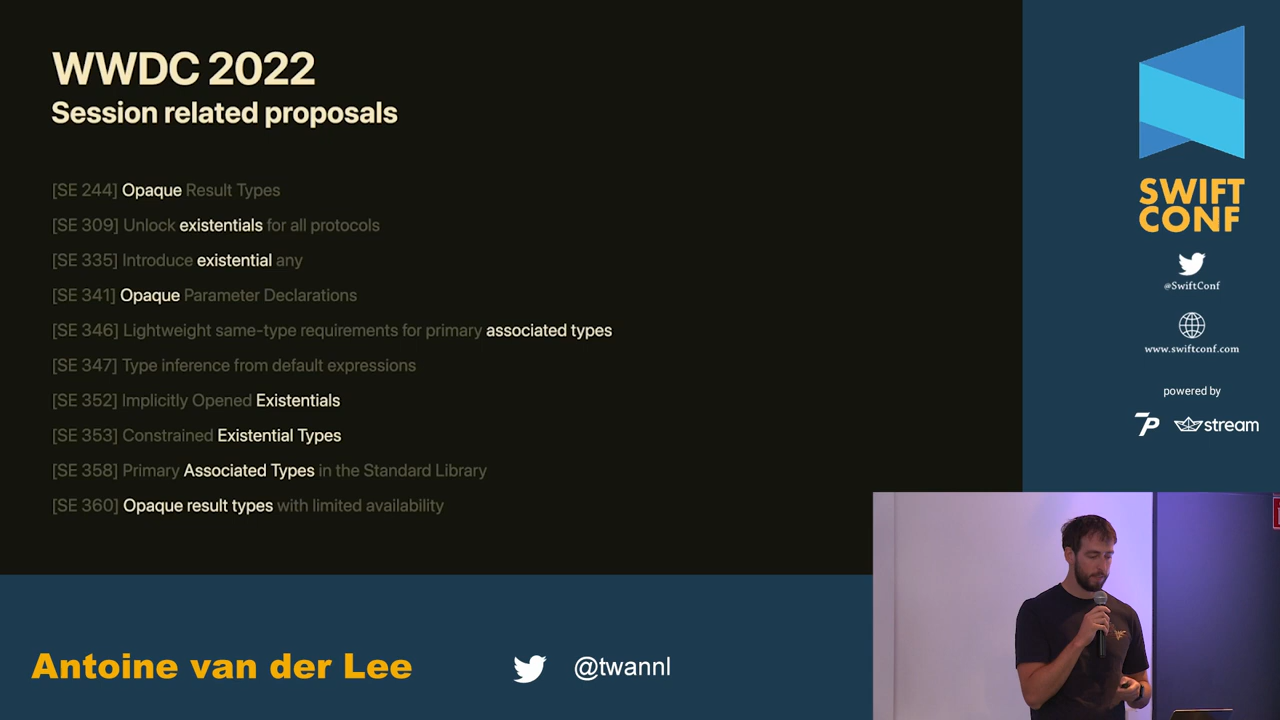 WWDC 2022
Session related proposals
[SE 244] Opaque Result Types
[SE 309] Unlock existentials for all protocols
[SE 335] Introduce existential any
[SE 341] Opaque Parameter Declarations
[SE 346] Lightweight same-type requirements for primary associated types
[SE 347] Type inference from default expressions
[SE 352] Implicitly Opened Existentials
[SE 353] Constrained Existential Types
[SE 358] Primary Associated Types in the Standard Library
[SE 360] Opaque result types with limited availability
SWIFT
CONF
@SwiftConf
www.swiftconf.com
powered by
7P stream
Antoine van der Lee
@twannl